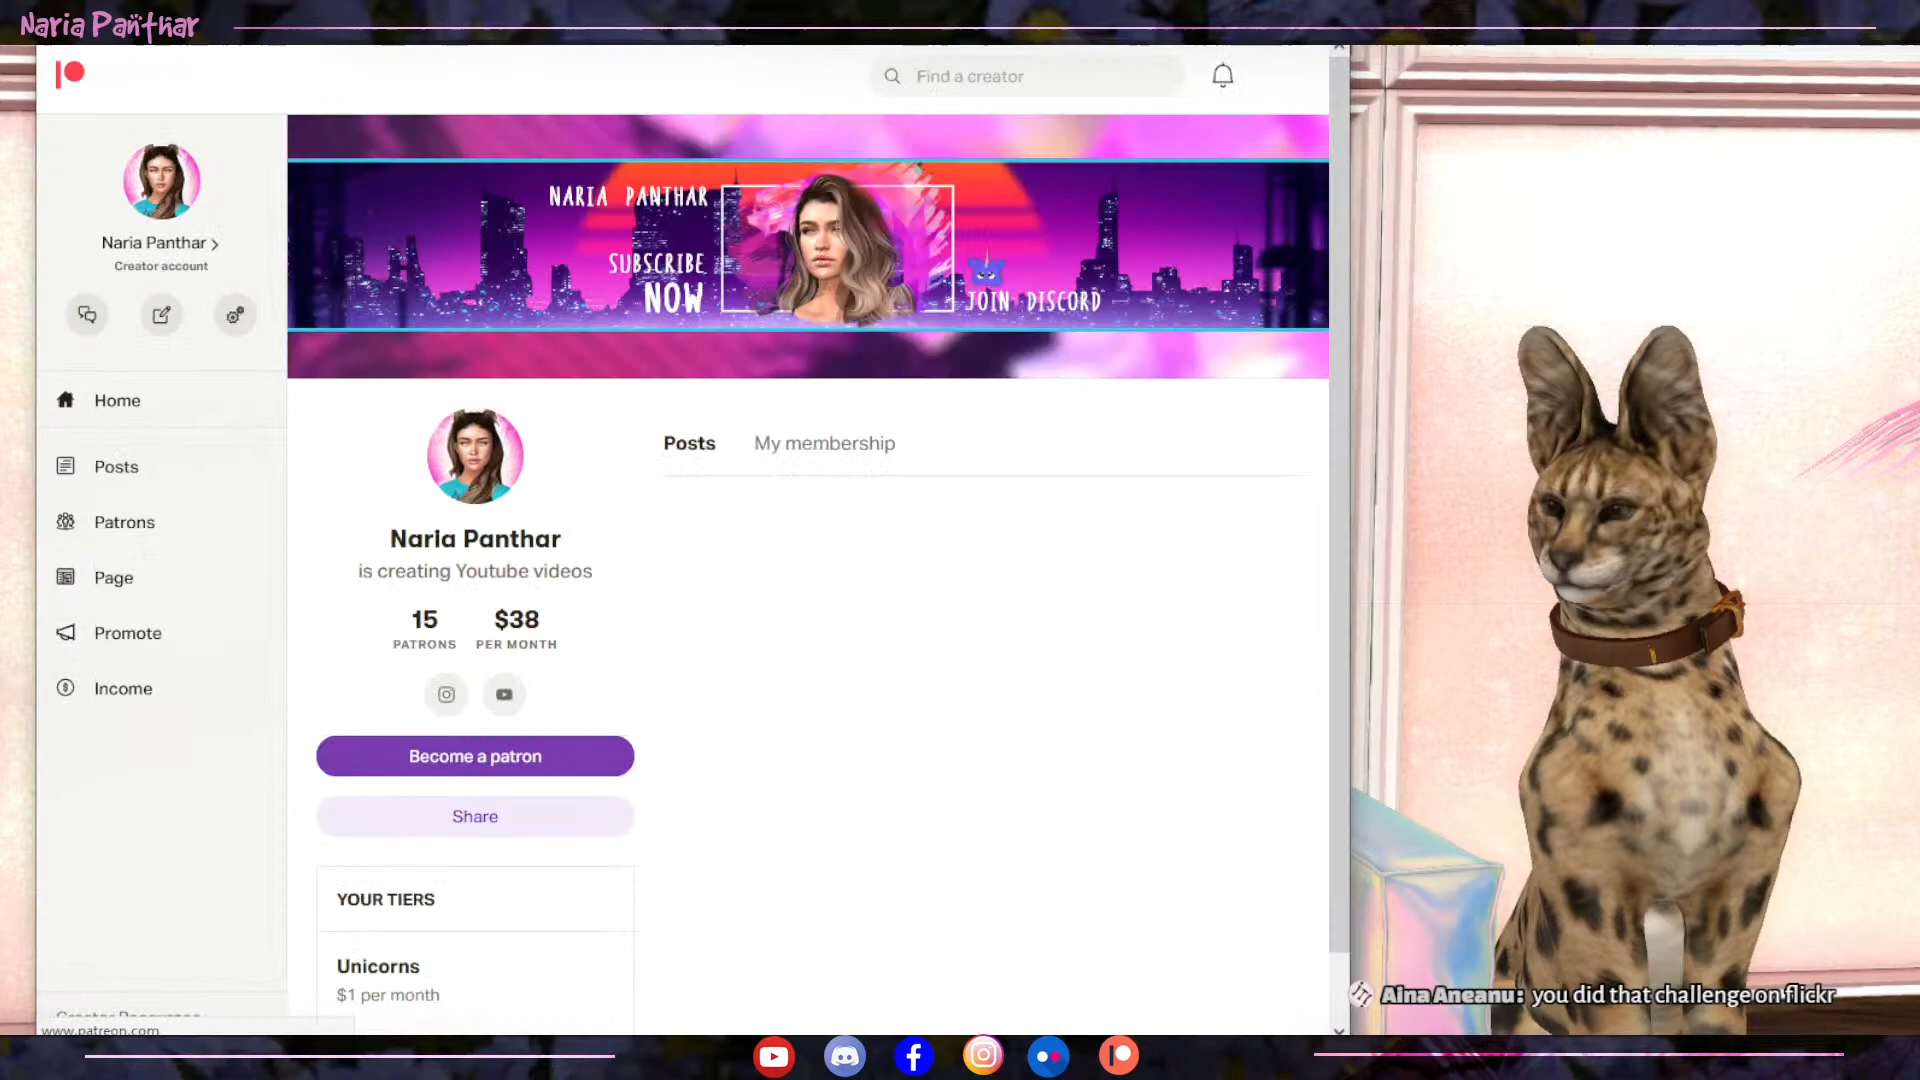 Naria Panthar
Find a creator
NARIA PANTHAR
SUBSCRIBE
NOW
JOIN DISCORD
Naria Panthar
Creator account
Home
Posts
Patrons
Page
Promote
Income
www.patreon.com
Posts
My membership
Naria Panthar
is creating Youtube videos
15
PATRONS
$38
PER MONTH
Become a patron
Share
YOUR TIERS
Unicorns
$1 per month
Aina Aneanu: you did that challenge on flickr